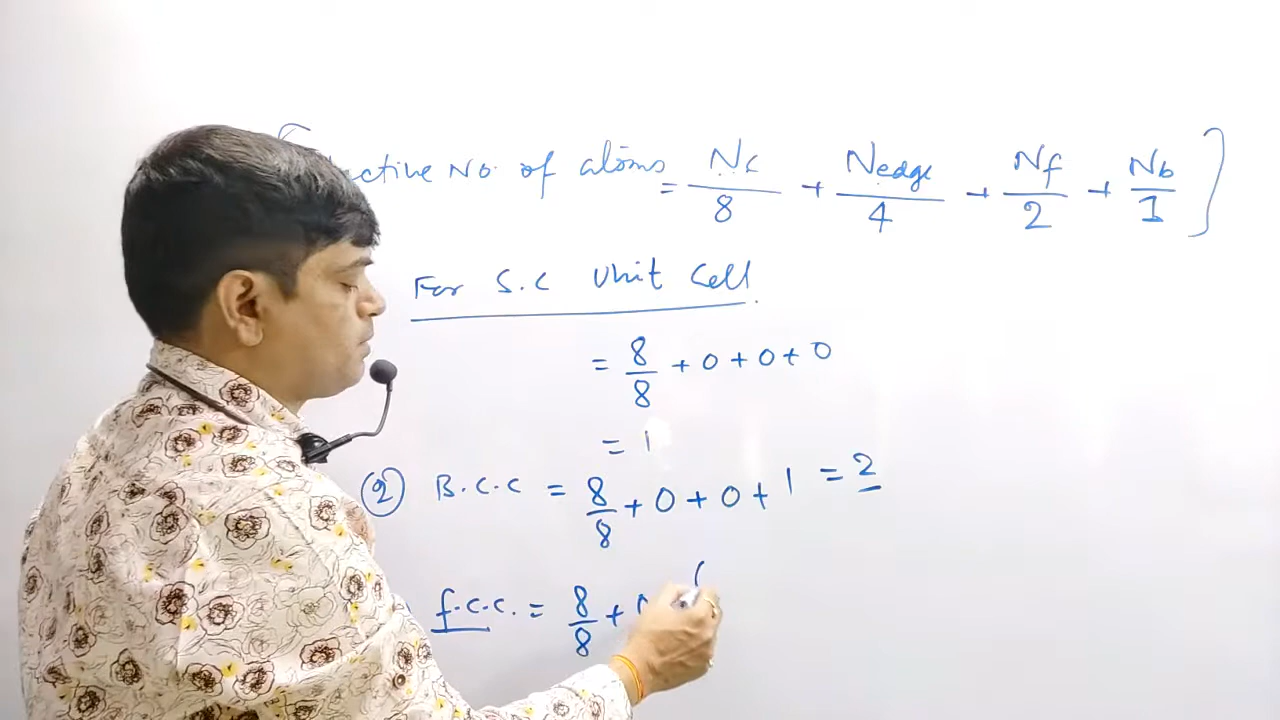 ctive No. of atoms = Nc/8 + Nedge/4 + Nf/2 + Nb/1 ]
For S.C Unit Cell.
= 8/8 + 0 + 0 + 0
= 1
(2) B.C.C = 8/8 + 0 + 0 + 1 = 2
f.C.C. = 8/8 +